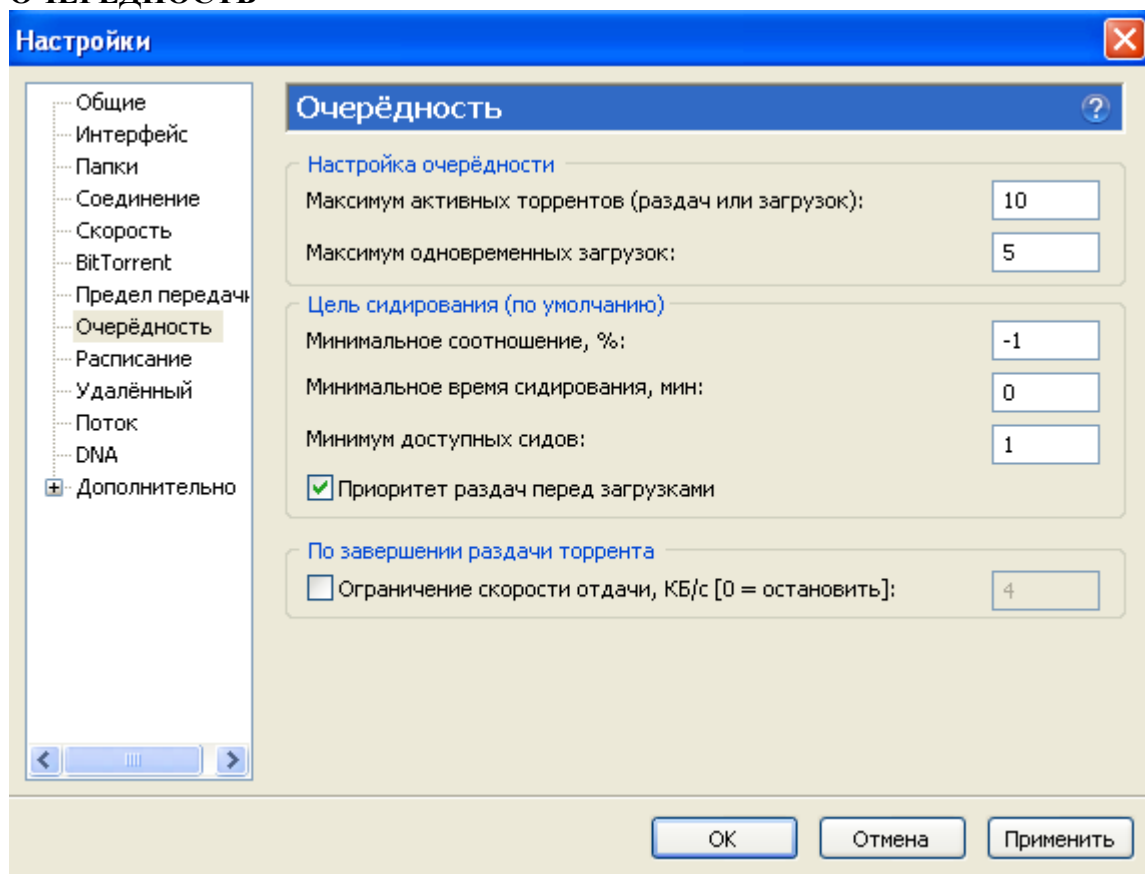 ОЧЕРЕДНОСТЬ
Настройки
Общие
Интерфейс
Папки
Соединение
Скорость
BitTorrent
Предел передачи
Очерёдность
Расписание
Удалённый
Поток
DNA
Дополнительно
Очерёдность
?
Настройка очерёдности
Максимум активных торрентов (раздач или загрузок): 10
Максимум одновременных загрузок: 5
Цель сидирования (по умолчанию)
Минимальное соотношение, %: -1
Минимальное время сидирования, мин: 0
Минимум доступных сидов: 1
Приоритет раздач перед загрузками
По завершении раздачи торрента
Ограничение скорости отдачи, КБ/с [0 = остановить]: 4
OK Отмена Применить